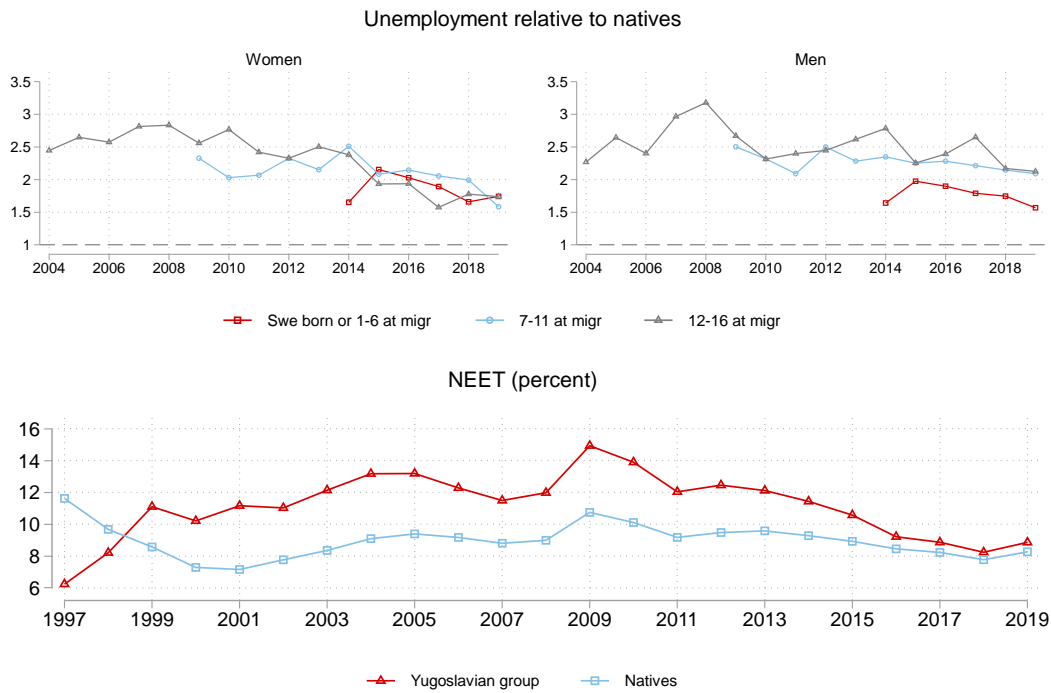 Unemployment relative to natives
Women
3.5
3
2.5
2
1.5
1
2004 2006 2008 2010 2012 2014 2016 2018
Men
3.5
3
2.5
2
1.5
1
2004 2006 2008 2010 2012 2014 2016 2018
Swe born or 1-6 at migr 7-11 at migr 12-16 at migr
NEET (percent)
16
14
12
10
8
6
1997 1999 2001 2003 2005 2007 2009 2011 2013 2015 2017 2019
Yugoslavian group Natives